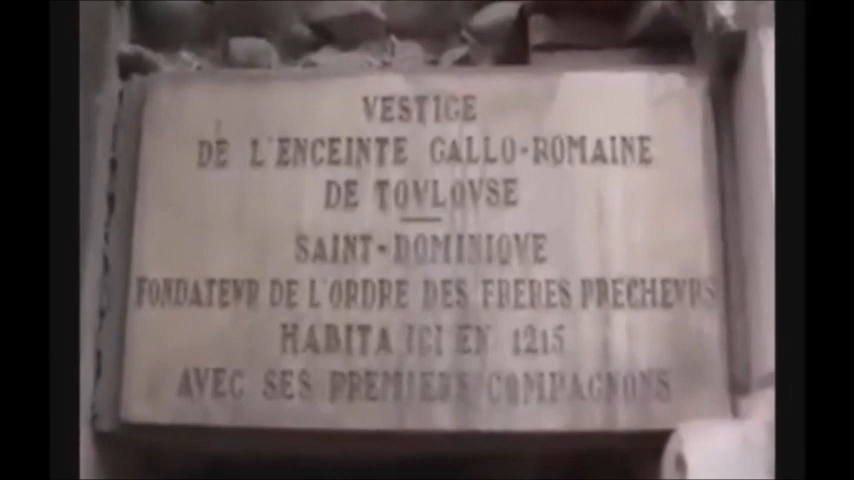 VESTIGE
DE L'ENCEINTE GALLO-ROMAINE
DE TOVLOVSE
SAINT-DOMINIQVE
FONDATEVR DE L'ORDRE DES FRERES PRECHEVRS
HABITA ICI EN 1215
AVEC SES PREMIERS COMPAGNONS